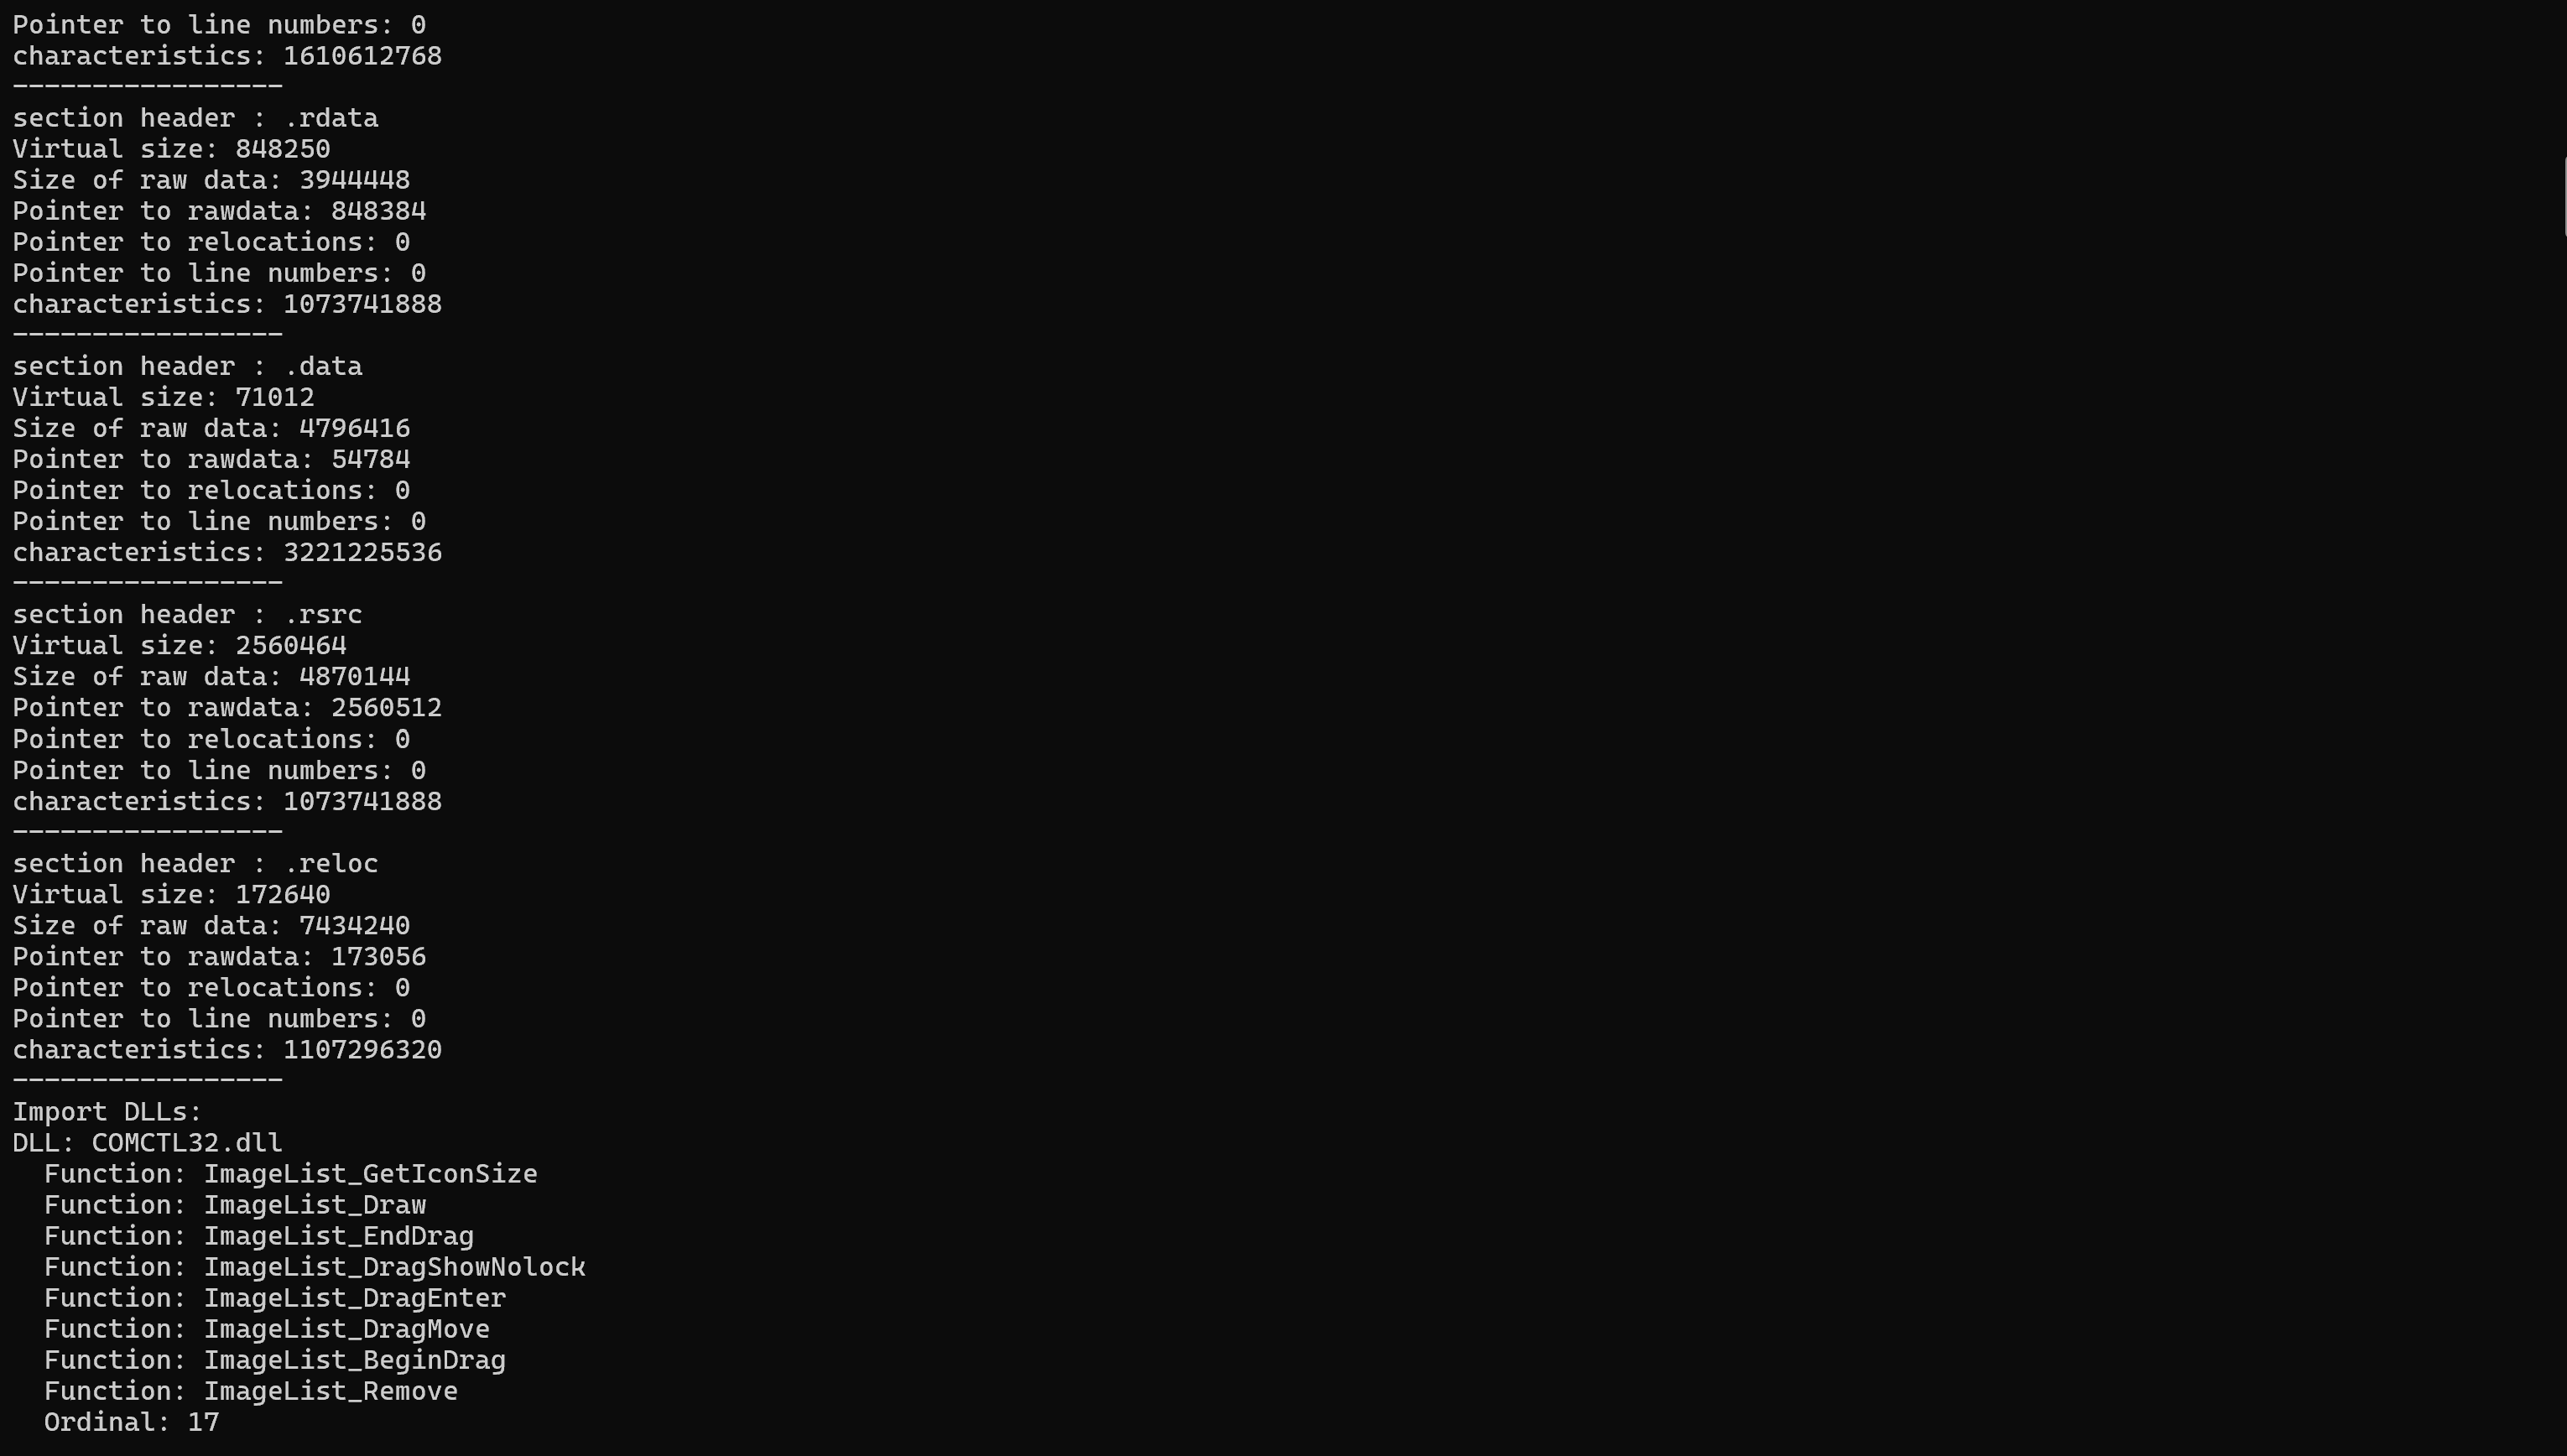 Pointer to line numbers: 0
characteristics: 1610612768
-----------------
section header : .rdata
Virtual size: 848250
Size of raw data: 3944448
Pointer to rawdata: 848384
Pointer to relocations: 0
Pointer to line numbers: 0
characteristics: 1073741888
-----------------
section header : .data
Virtual size: 71012
Size of raw data: 4796416
Pointer to rawdata: 54784
Pointer to relocations: 0
Pointer to line numbers: 0
characteristics: 3221225536
-----------------
section header : .rsrc
Virtual size: 2560464
Size of raw data: 4870144
Pointer to rawdata: 2560512
Pointer to relocations: 0
Pointer to line numbers: 0
characteristics: 1073741888
-----------------
section header : .reloc
Virtual size: 172640
Size of raw data: 7434240
Pointer to rawdata: 173056
Pointer to relocations: 0
Pointer to line numbers: 0
characteristics: 1107296320
-----------------
Import DLLs:
DLL: COMCTL32.dll
  Function: ImageList_GetIconSize
  Function: ImageList_Draw
  Function: ImageList_EndDrag
  Function: ImageList_DragShowNolock
  Function: ImageList_DragEnter
  Function: ImageList_DragMove
  Function: ImageList_BeginDrag
  Function: ImageList_Remove
  Ordinal: 17